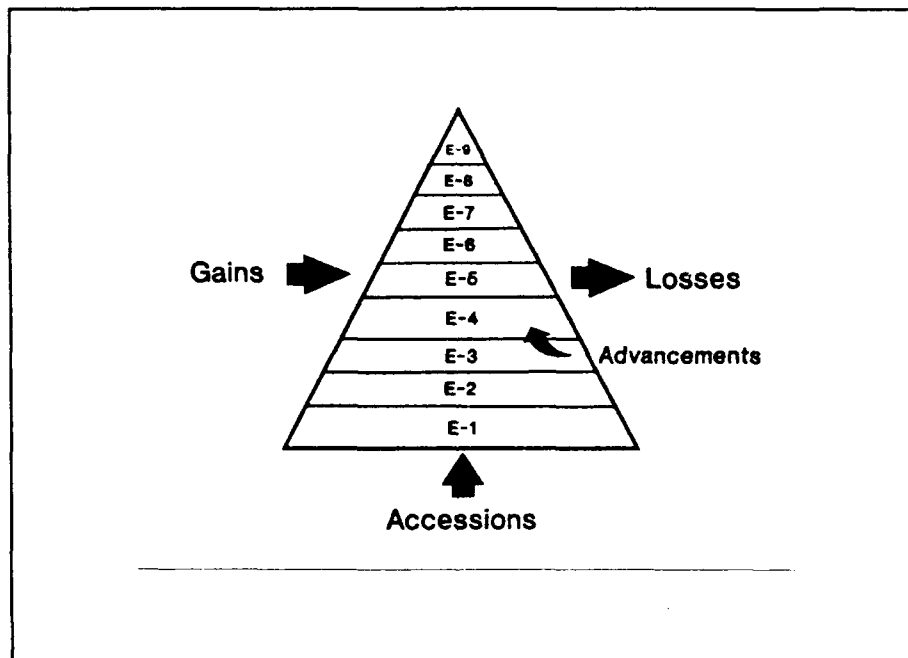 E-9
E-8
E-7
E-6
Gains
E-5
Losses
E-4
E-3
Advancements
E-2
E-1
Accessions